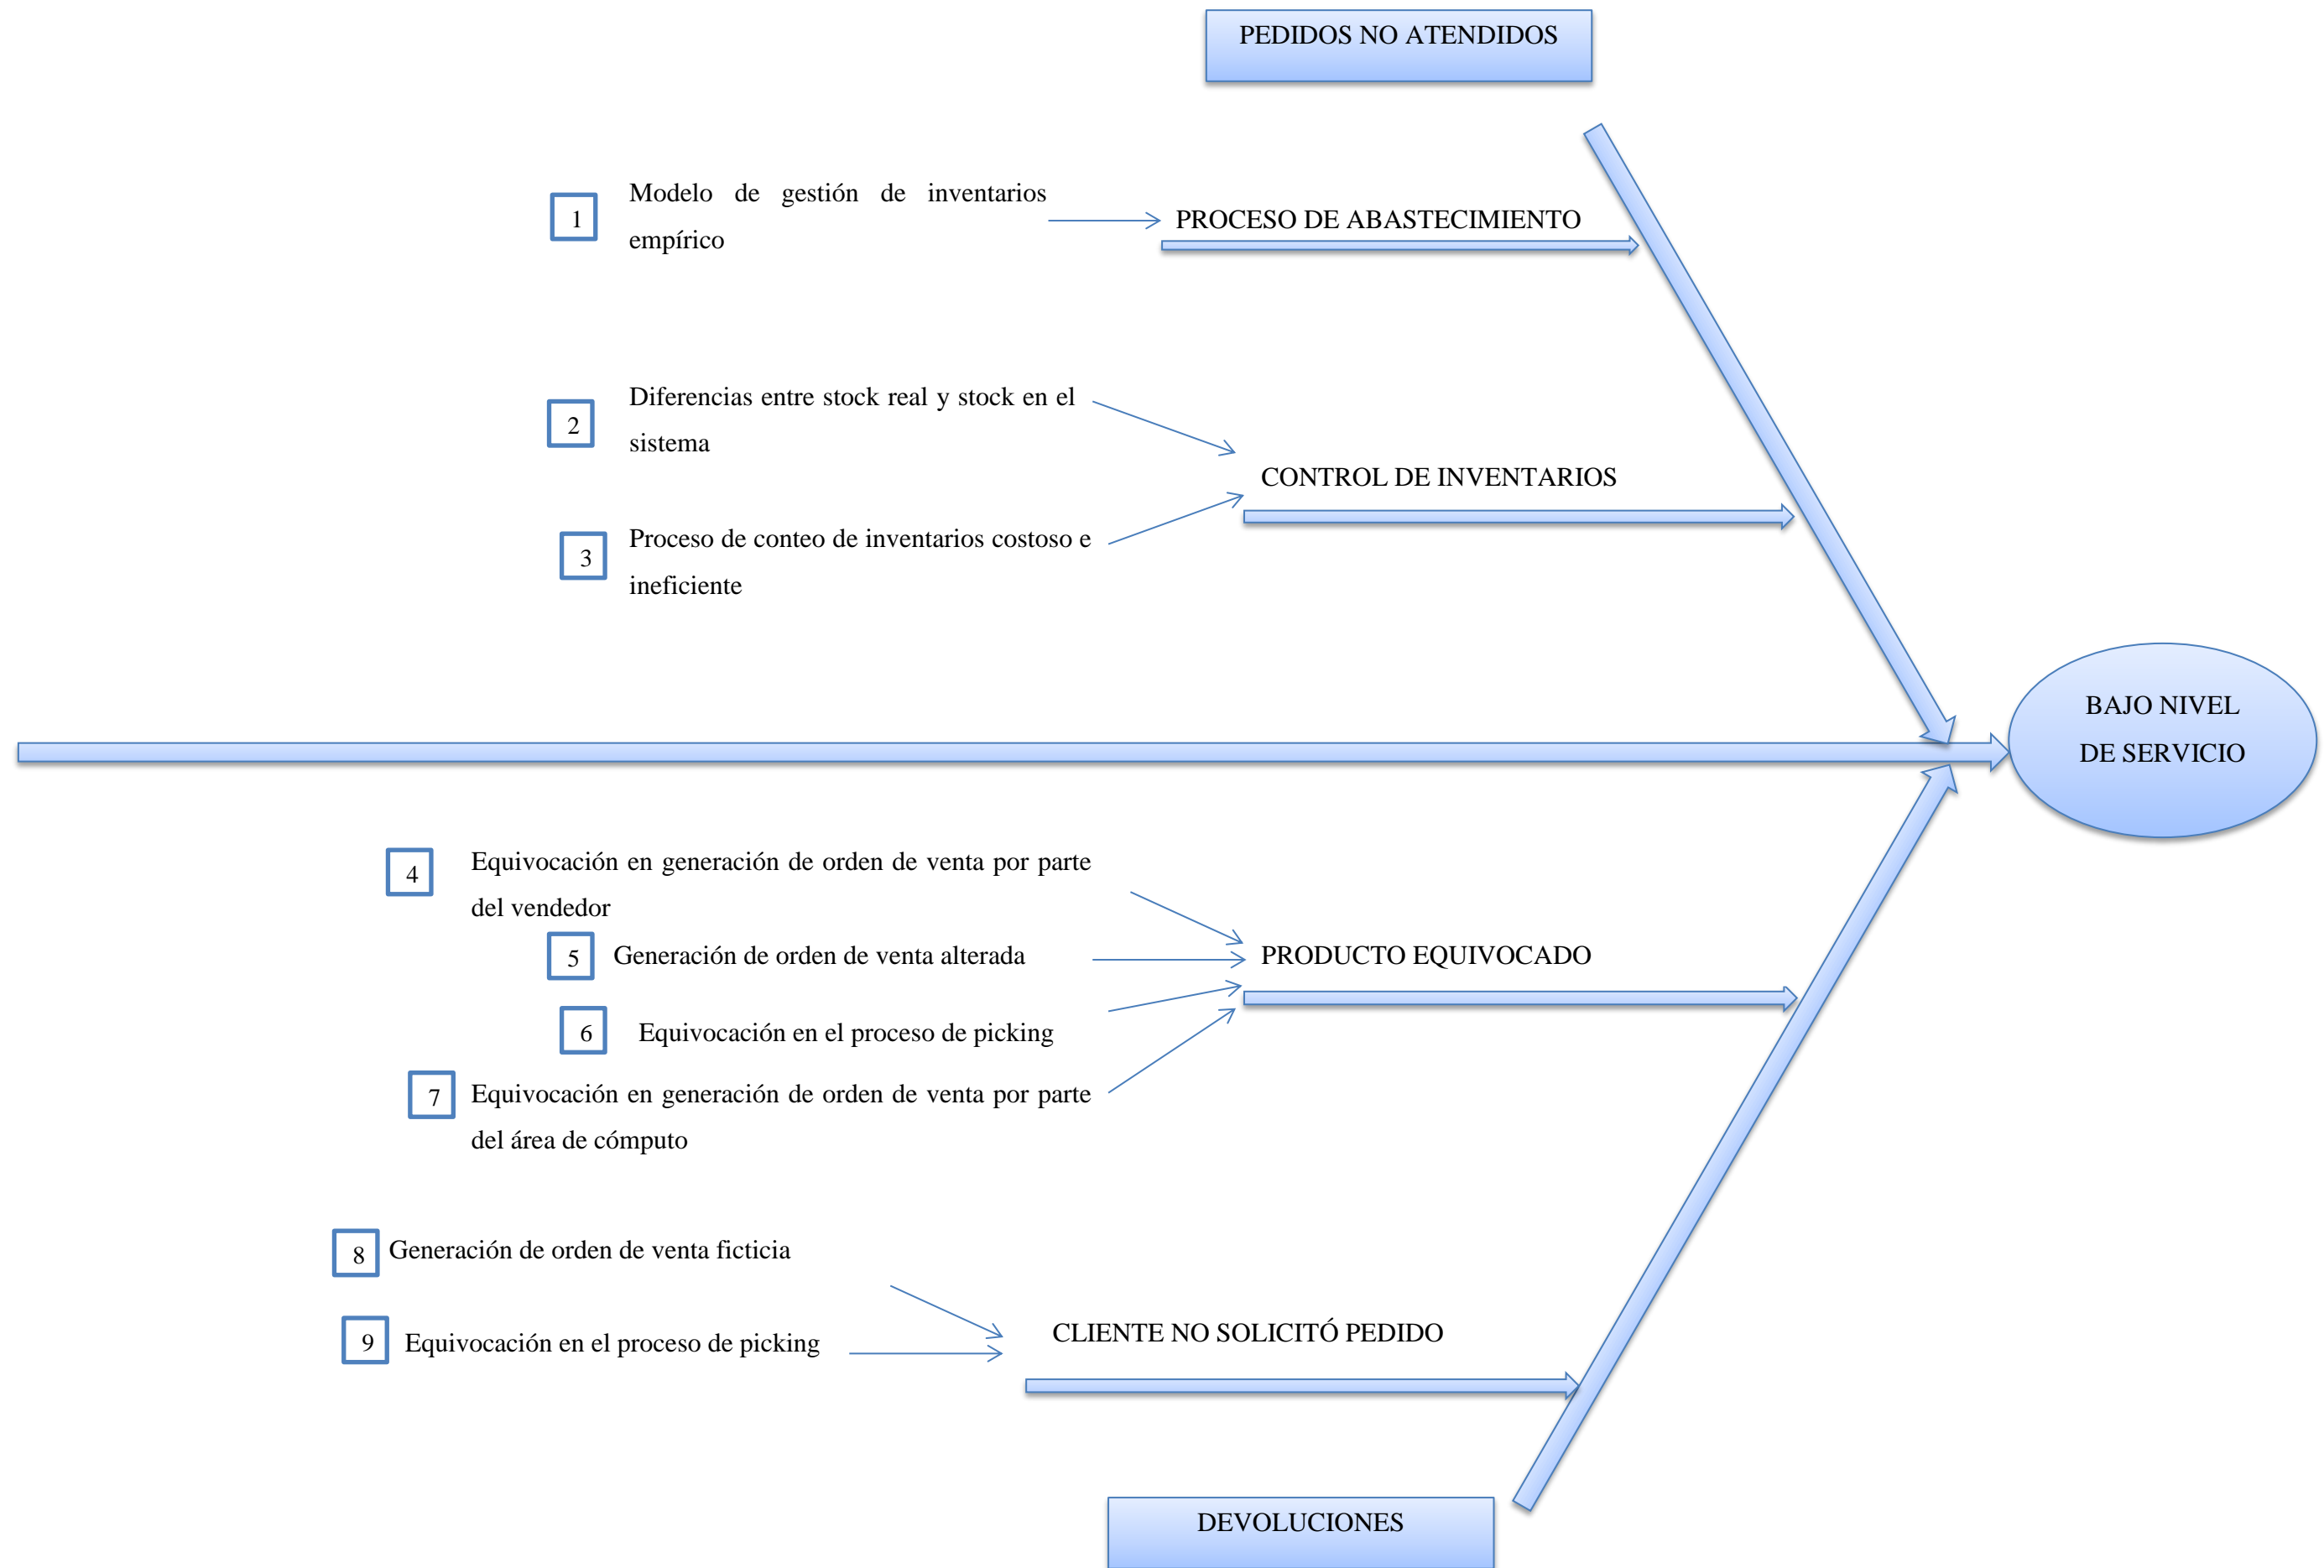 PEDIDOS NO ATENDIDOS
1
Modelo de gestión de inventarios
empírico
PROCESO DE ABASTECIMIENTO
2
Diferencias entre stock real y stock en el
sistema
CONTROL DE INVENTARIOS
3
Proceso de conteo de inventarios costoso e
ineficiente
BAJO NIVEL
DE SERVICIO
4
Equivocación en generación de orden de venta por parte
del vendedor
5
Generación de orden de venta alterada
PRODUCTO EQUIVOCADO
6
Equivocación en el proceso de picking
7
Equivocación en generación de orden de venta por parte
del área de cómputo
8
Generación de orden de venta ficticia
9
Equivocación en el proceso de picking
CLIENTE NO SOLICITÓ PEDIDO
DEVOLUCIONES